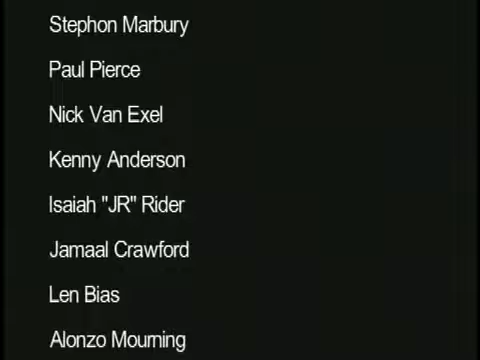 Stephon Marbury
Paul Pierce
Nick Van Exel
Kenny Anderson
Isaiah "JR" Rider
Jamaal Crawford
Len Bias
Alonzo Mourning